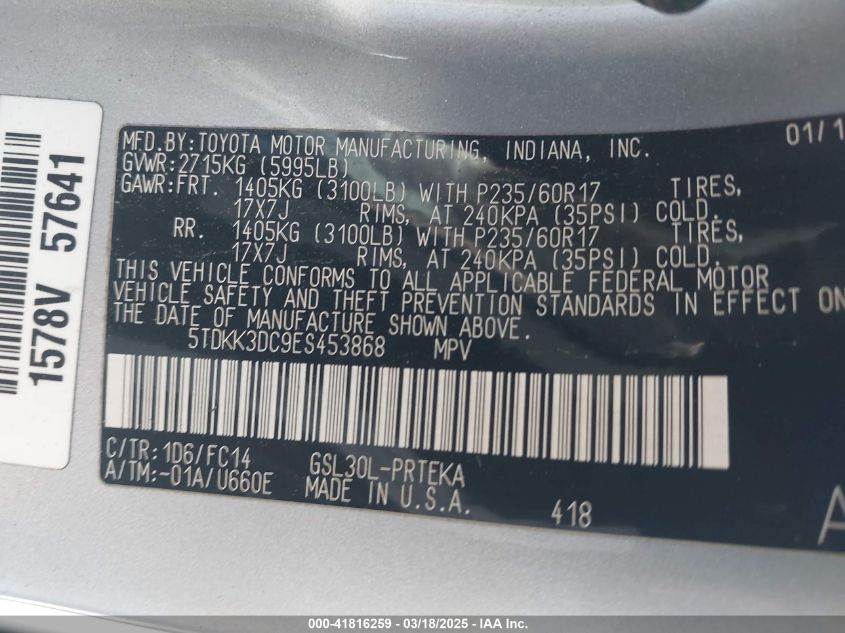 MFD.BY:TOYOTA MOTOR MANUFACTURING, INDIANA, INC. 01/1
GVWR:2715KG (5995LB)
GAWR:FRT. 1405KG (3100LB) WITH P235/60R17 TIRES,
17X7J RIMS, AT 240KPA (35PSI) COLD.
RR. 1405KG (3100LB) WITH P235/60R17 TIRES,
17X7J RIMS, AT 240KPA (35PSI) COLD.
THIS VEHICLE CONFORMS TO ALL APPLICABLE FEDERAL MOTOR
VEHICLE SAFETY AND THEFT PREVENTION STANDARDS IN EFFECT ON
THE DATE OF MANUFACTURE SHOWN ABOVE.
5TDKK3DC9ES453868 MPV
C/TR:1D6/FC14 GSL30L-PRTEKA
A/TM:-01A/U660E MADE IN U.S.A. 418
A
1578V 57641
000-41816259 — 03/18/2025 — IAA Inc.